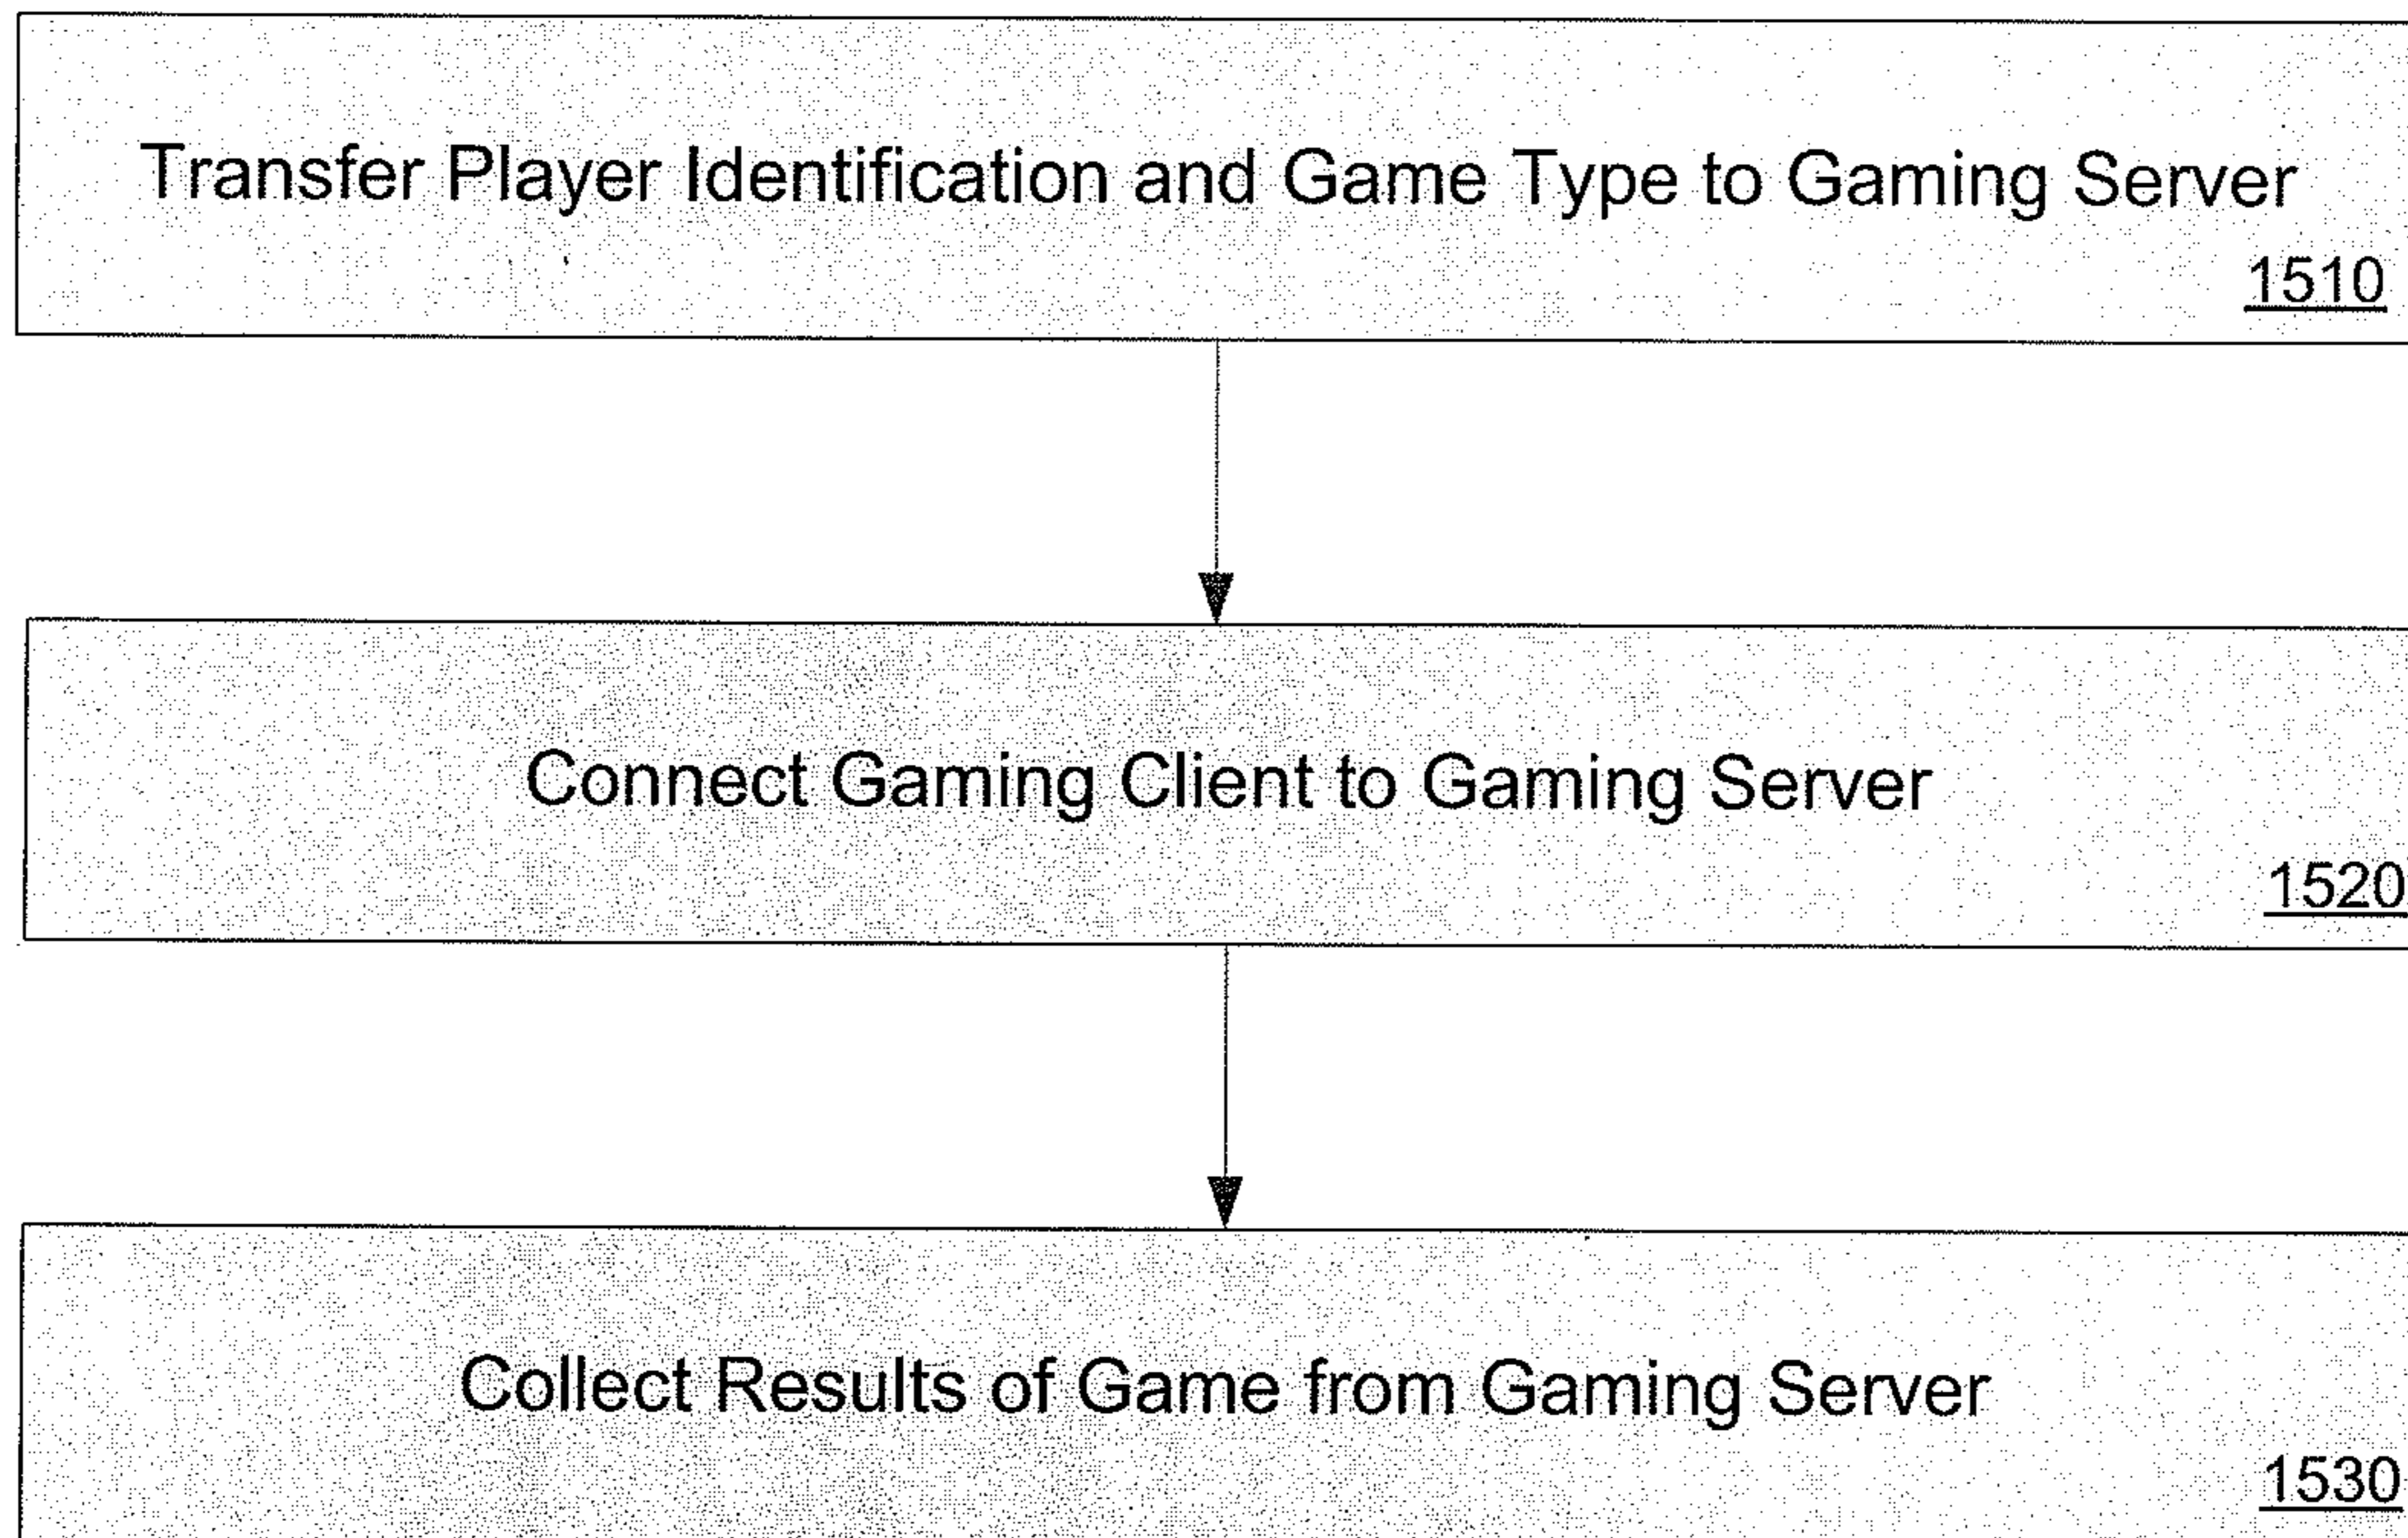 Transfer Player Identification and Game Type to Gaming Server
1510
Connect Gaming Client to Gaming Server
1520
Collect Results of Game from Gaming Server
1530